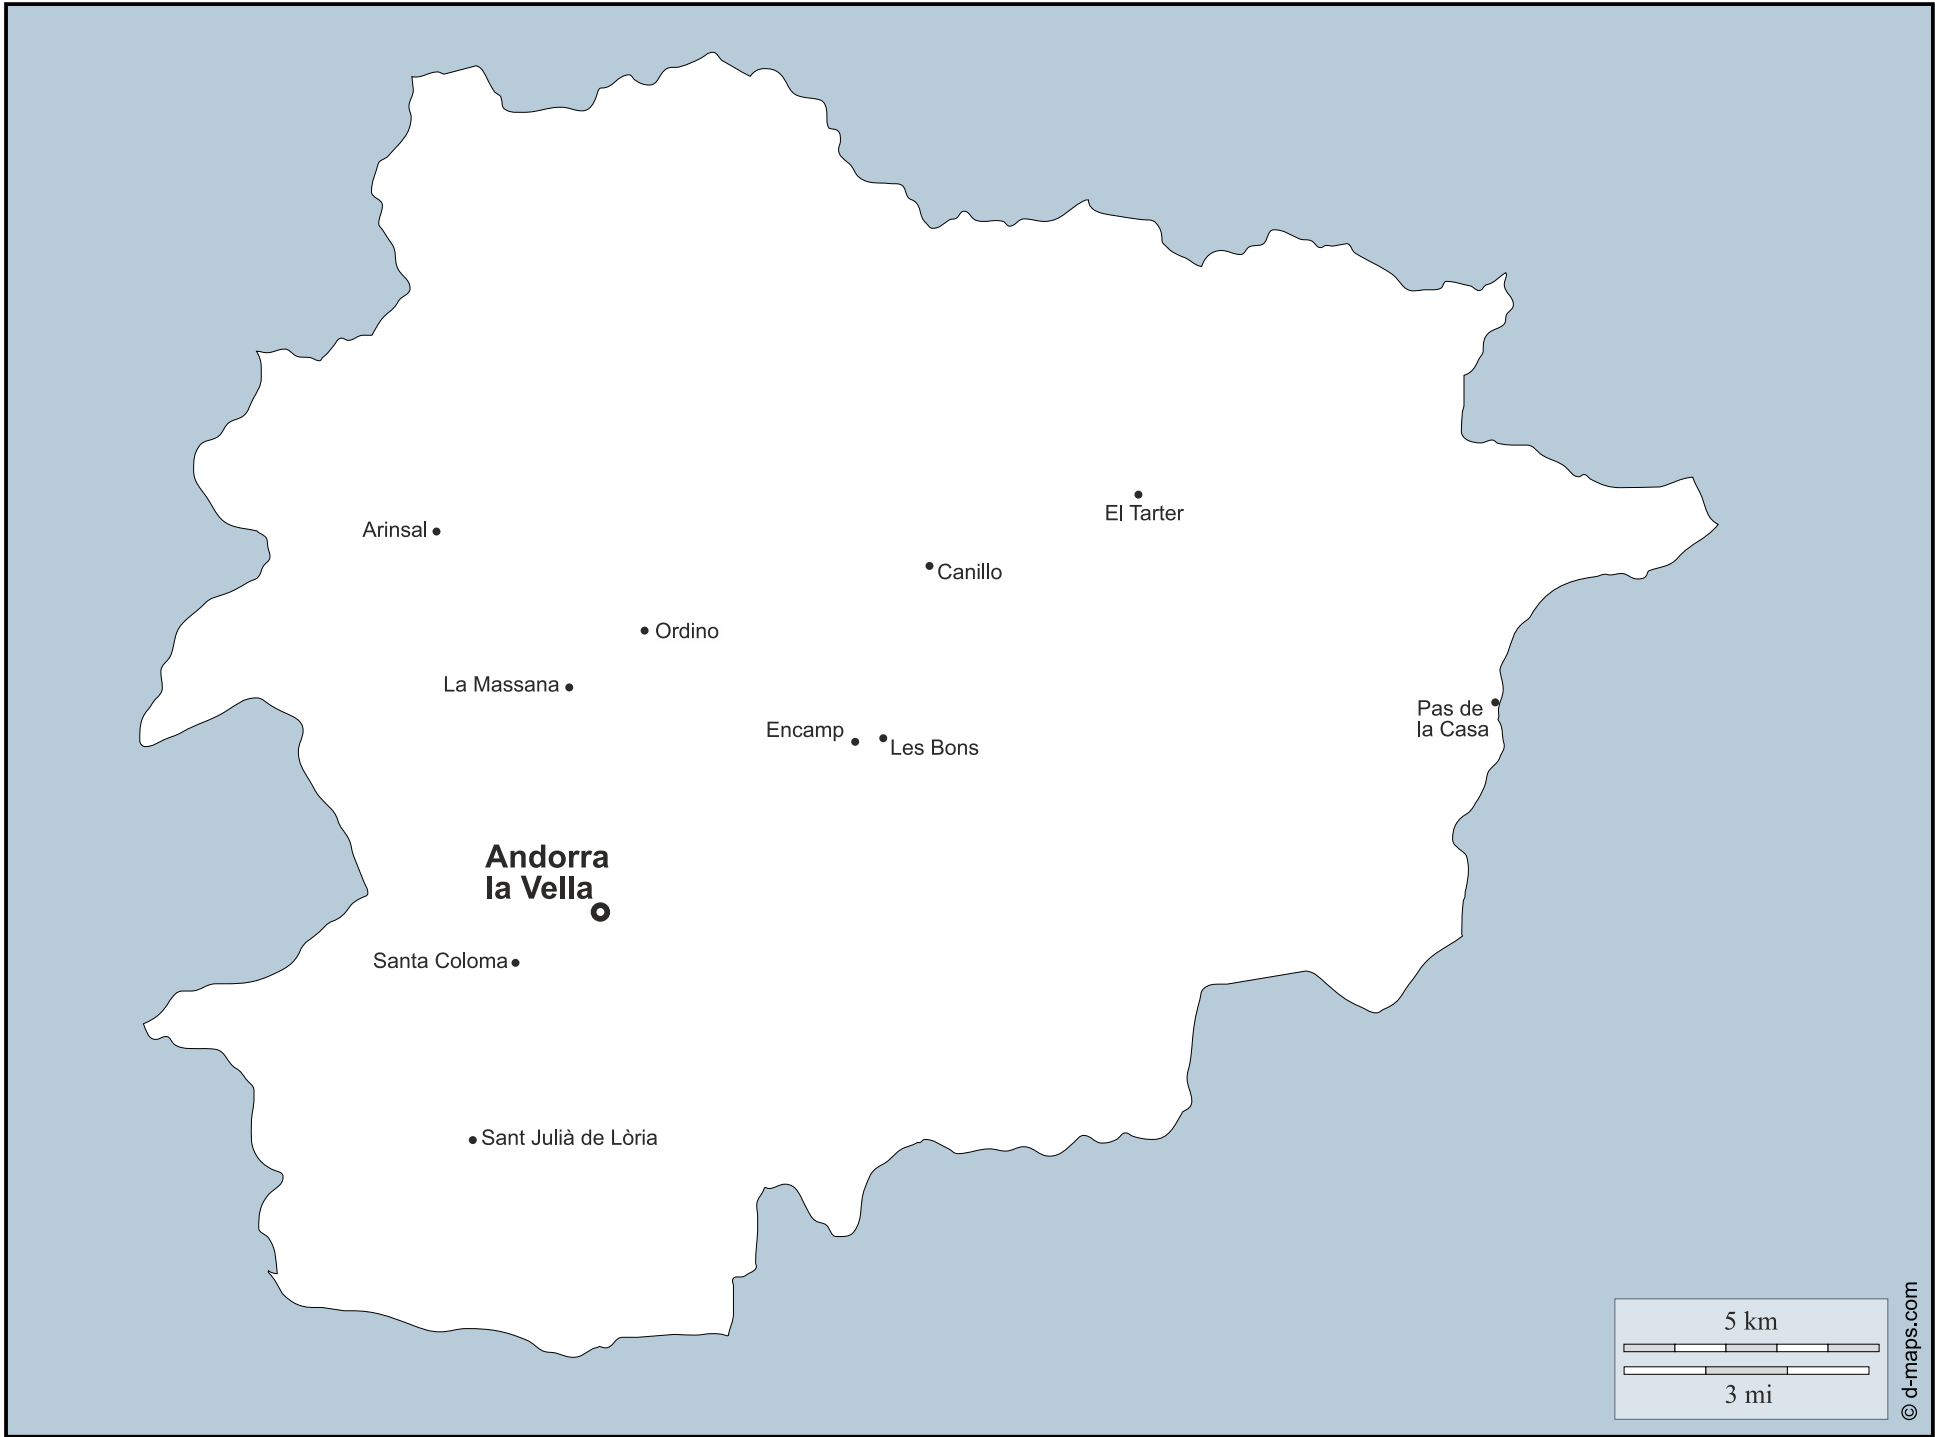 El Tarter
Arinsal
Canillo
Ordino
La Massana
Pas de
la Casa
Encamp
Les Bons
Andorra
la Vella
Santa Coloma
Sant Julià de Lòria
5 km
3 mi
© d-maps.com